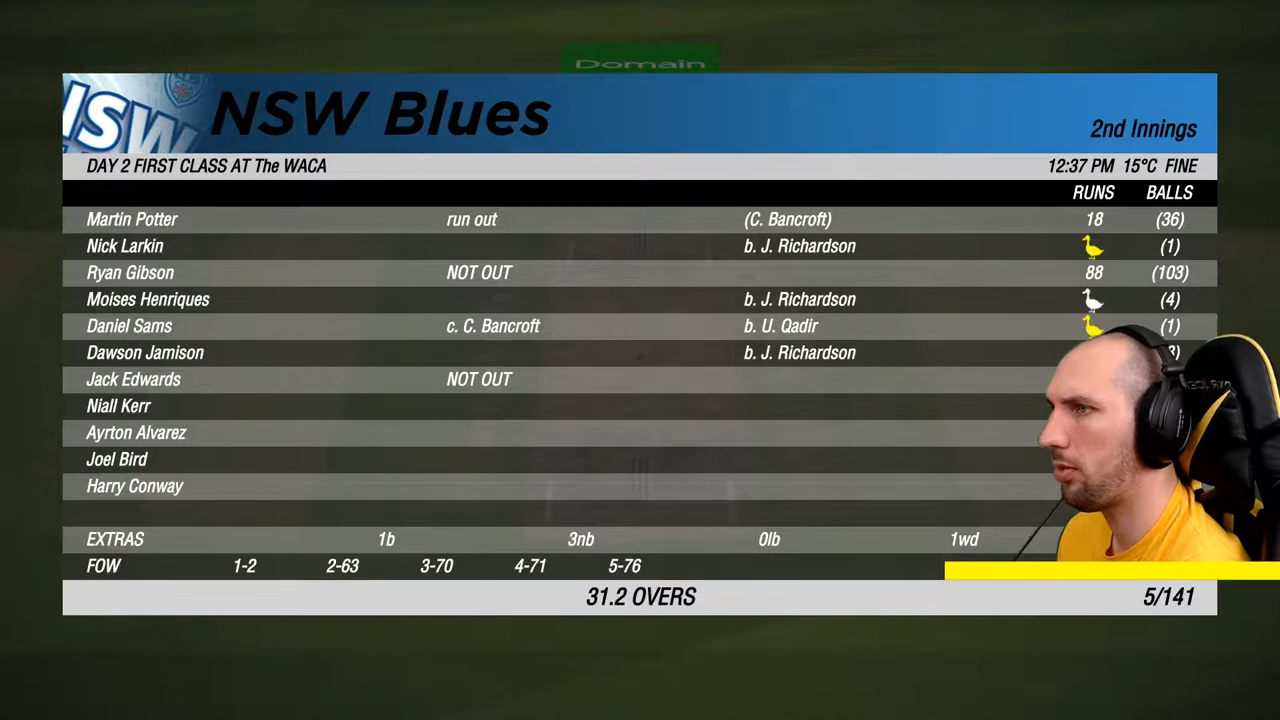 Domain
NSW NSW Blues 2nd Innings
DAY 2 FIRST CLASS AT The WACA 12:37 PM 15°C FINE
RUNS BALLS
Martin Potter run out (C. Bancroft) 18 (36)
Nick Larkin b. J. Richardson (1)
Ryan Gibson NOT OUT 88 (103)
Moises Henriques b. J. Richardson (4)
Daniel Sams c. C. Bancroft b. U. Qadir (1)
Dawson Jamison b. J. Richardson
Jack Edwards NOT OUT
Niall Kerr
Ayrton Alvarez
Joel Bird
Harry Conway
EXTRAS 1b 3nb 0lb 1wd
FOW 1-2 2-63 3-70 4-71 5-76
31.2 OVERS 5/141